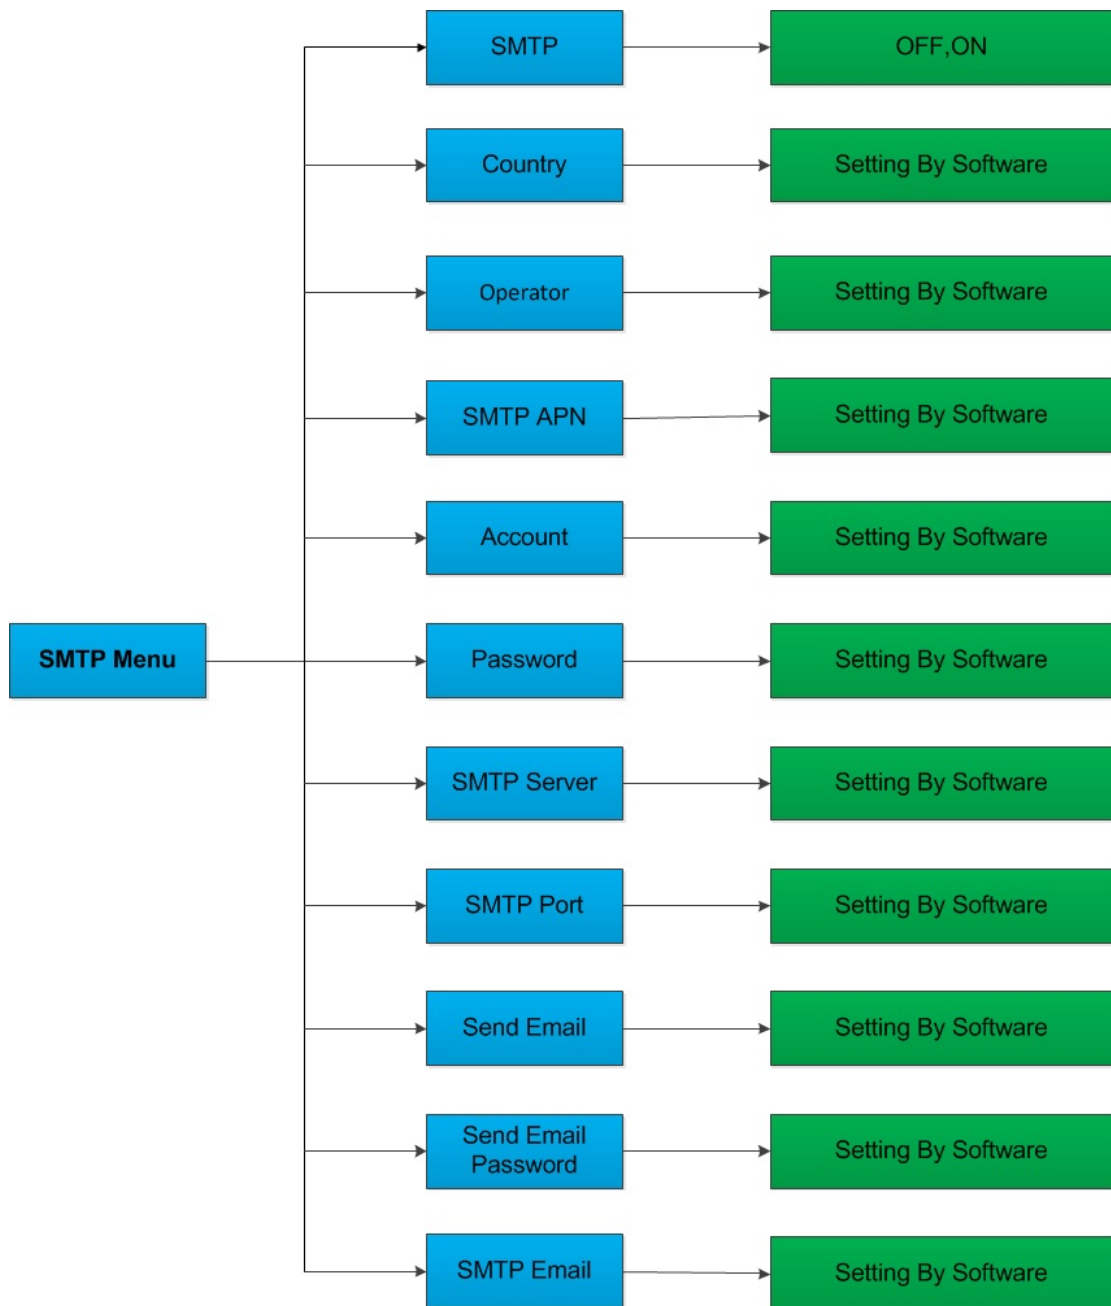 SMTP
OFF,ON
Country
Setting By Software
Operator
Setting By Software
SMTP APN
Setting By Software
Account
Setting By Software
SMTP Menu
Password
Setting By Software
SMTP Server
Setting By Software
SMTP Port
Setting By Software
Send Email
Setting By Software
Send Email
Password
Setting By Software
SMTP Email
Setting By Software